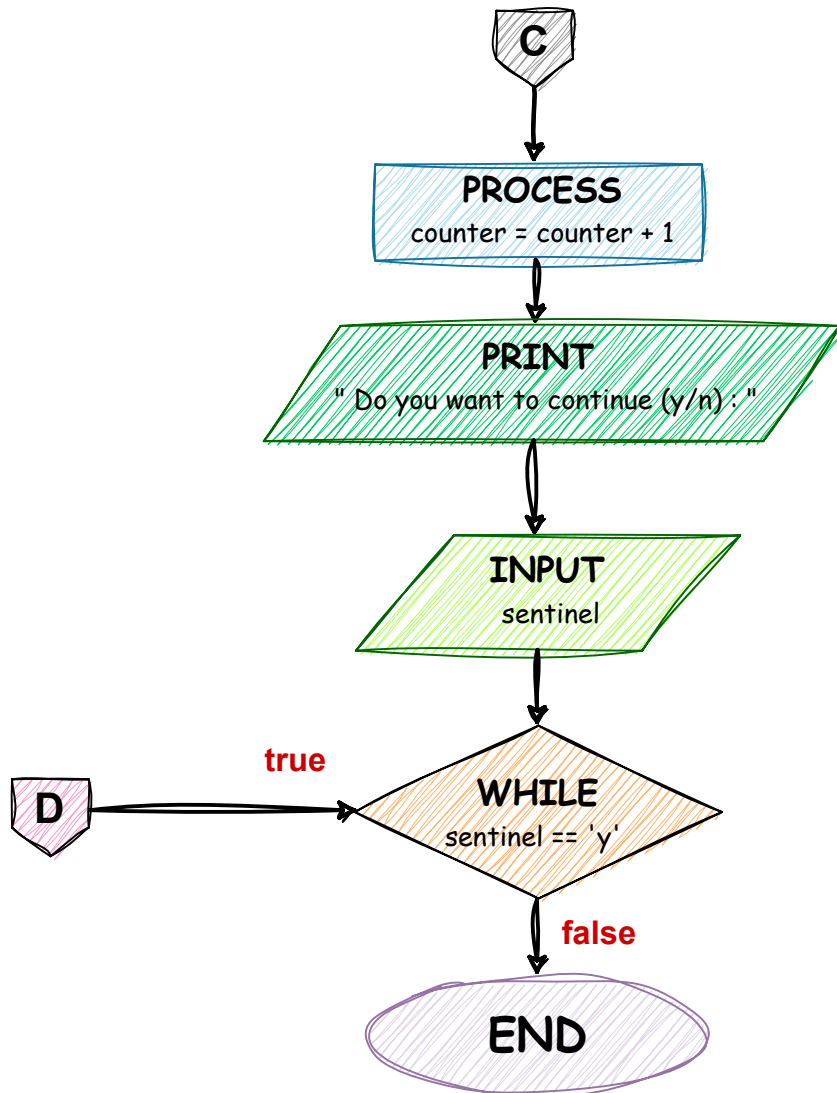 C
PROCESS
counter = counter + 1
PRINT
" Do you want to continue (y/n) : "
INPUT
sentinel
true
D
WHILE
sentinel == 'y'
false
END